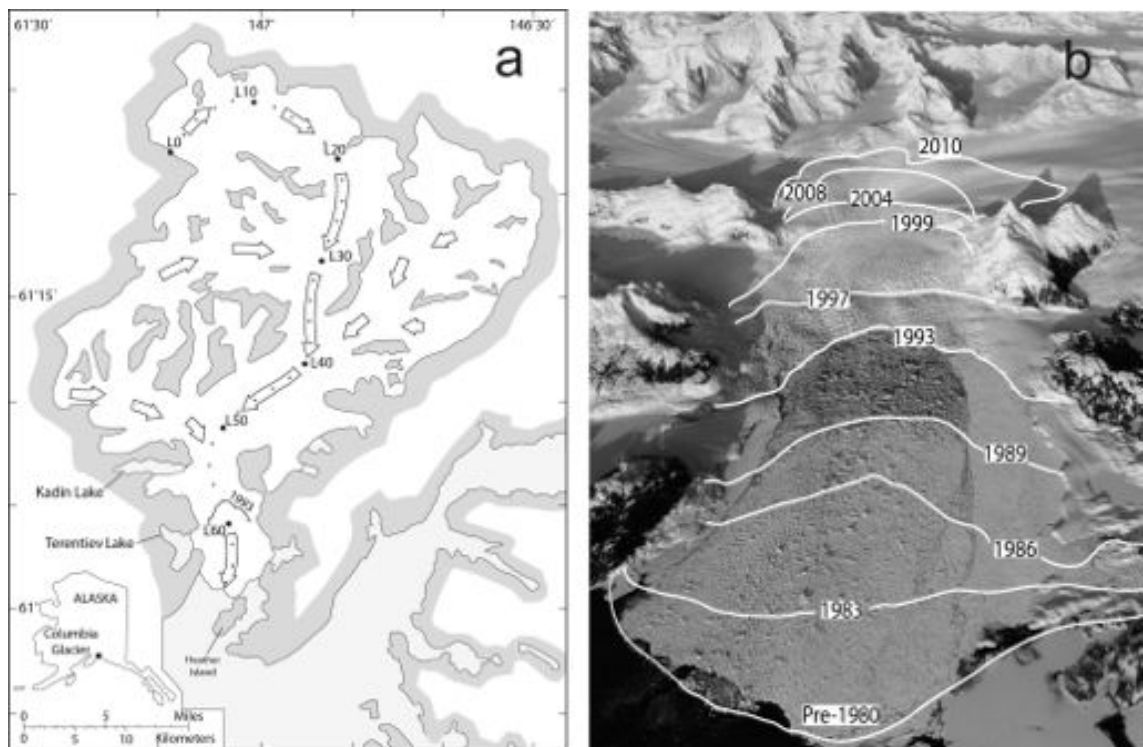 61˚30
147
146˚30
a
L10
L0
L20
L30
61˚15´
L40
L50
Kadin Lake
1993
L60
Terentiev Lake
61˚
ALASKA
Columbia
Glacier
Heather
Island
0 5 Miles
0 10 Kilometers
b
2010
2008
2004
1999
1997
1993
1989
1986
1983
Pre-1980